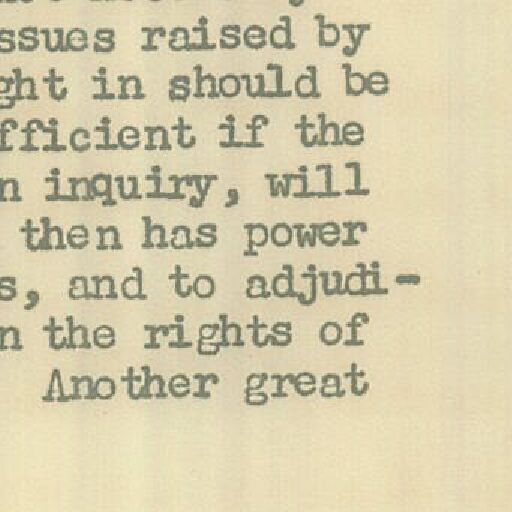 ssues raised by
ght in should be
fficient if the
n inquiry, will
then has power
s, and to adjudi-
n the rights of
Another great